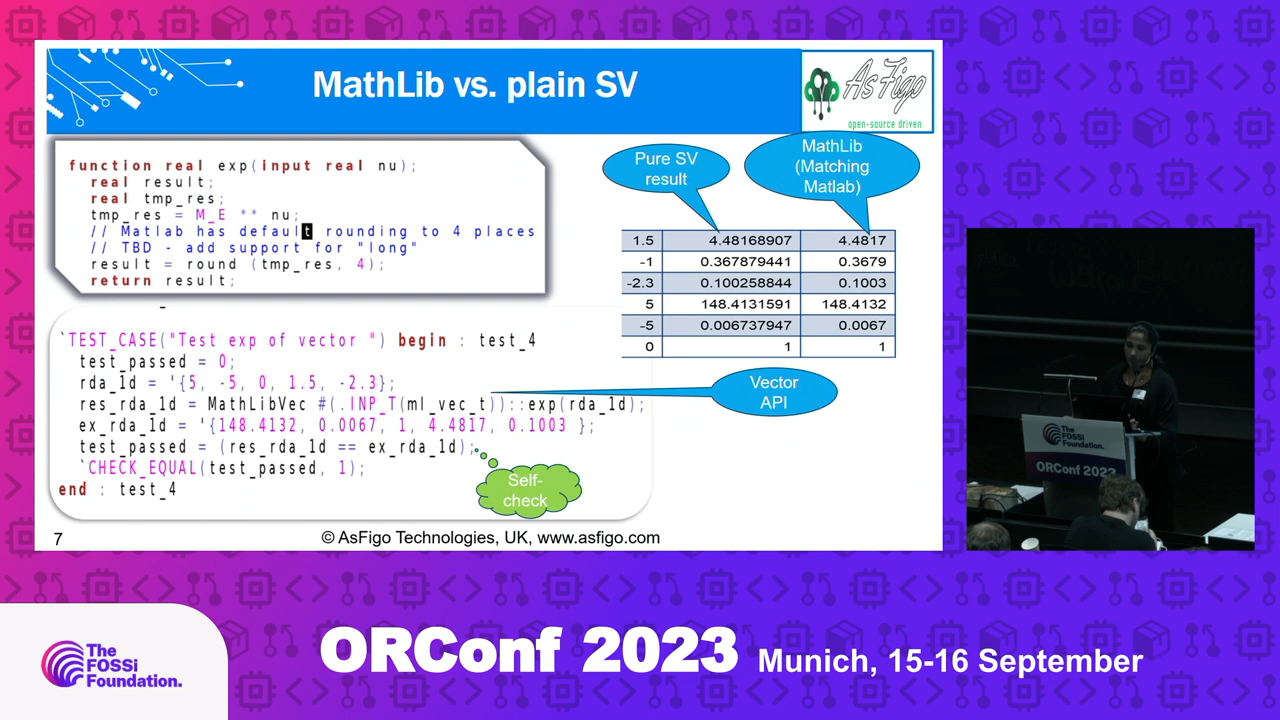 MathLib vs. plain SV
As Figo
open-source driven
function real exp(input real nu);
real result;
real tmp_res;
tmp_res = M_E ** nu;
// Matlab has default rounding to 4 places
// TBD - add support for "long"
result = round (tmp_res, 4);
return result;
Pure SV
result
MathLib
(Matching
Matlab)
1.5 4.48168907 4.4817
-1 0.367879441 0.3679
-2.3 0.100258844 0.1003
5 148.4131591 148.4132
-5 0.006737947 0.0067
0 1 1
`TEST_CASE("Test exp of vector ") begin : test_4
test_passed = 0;
rda_1d = '{5, -5, 0, 1.5, -2.3};
res_rda_1d = MathLibVec #(.INP_T(ml_vec_t))::exp(rda_1d);
ex_rda_1d = '{148.4132, 0.0067, 1, 4.4817, 0.1003 };
test_passed = (res_rda_1d == ex_rda_1d);
`CHECK_EQUAL(test_passed, 1);
end : test_4
Vector
API
Self-
check
7
© AsFigo Technologies, UK, www.asfigo.com
The
FOSSi
Foundation.
ORConf 2023
The
FOSSi
Foundation.
ORConf 2023 Munich, 15-16 September